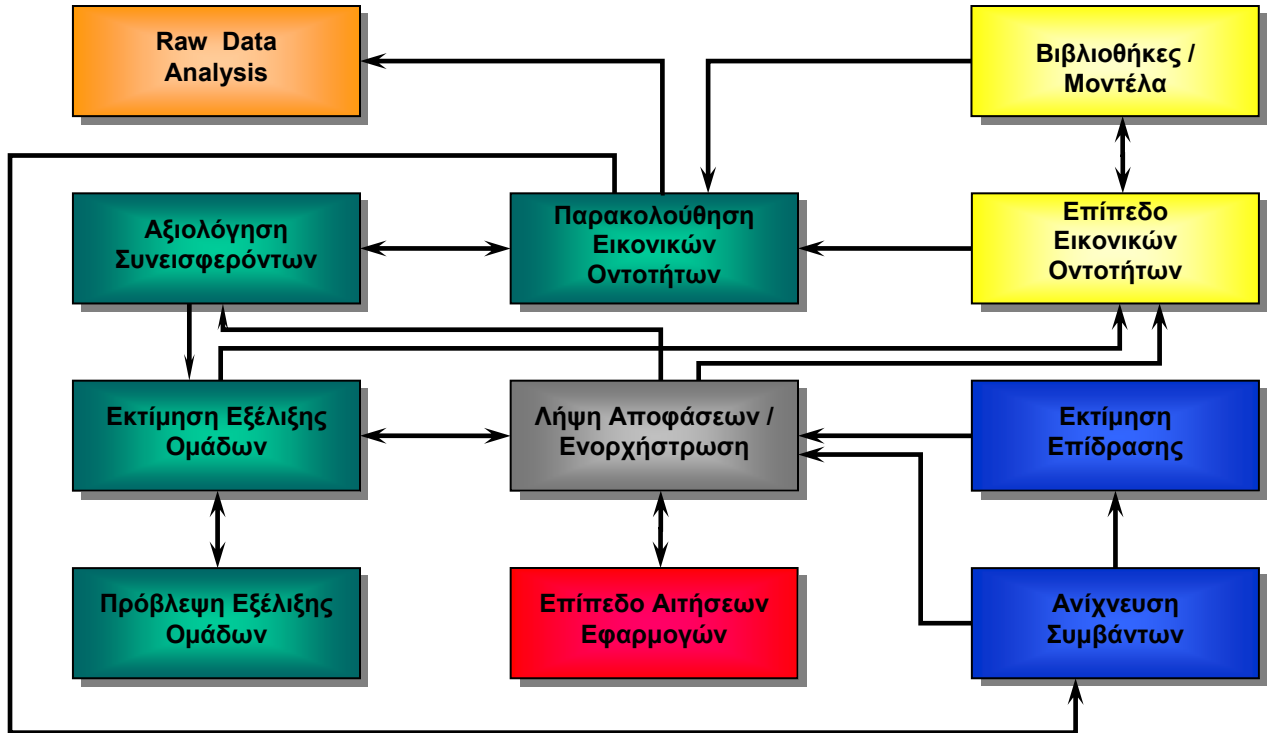 Raw Data
Analysis
Βιβλιοθήκες /
Μοντέλα
Αξιολόγηση
Συνεισφερόντων
Παρακολούθηση
Εικονικών
Οντοτήτων
Επίπεδο
Εικονικών
Οντοτήτων
Εκτίμηση Εξέλιξης
Ομάδων
Λήψη Αποφάσεων /
Ενορχήστρωση
Εκτίμηση
Επίδρασης
Πρόβλεψη Εξέλιξης
Ομάδων
Επίπεδο Αιτήσεων
Εφαρμογών
Ανίχνευση
Συμβάντων